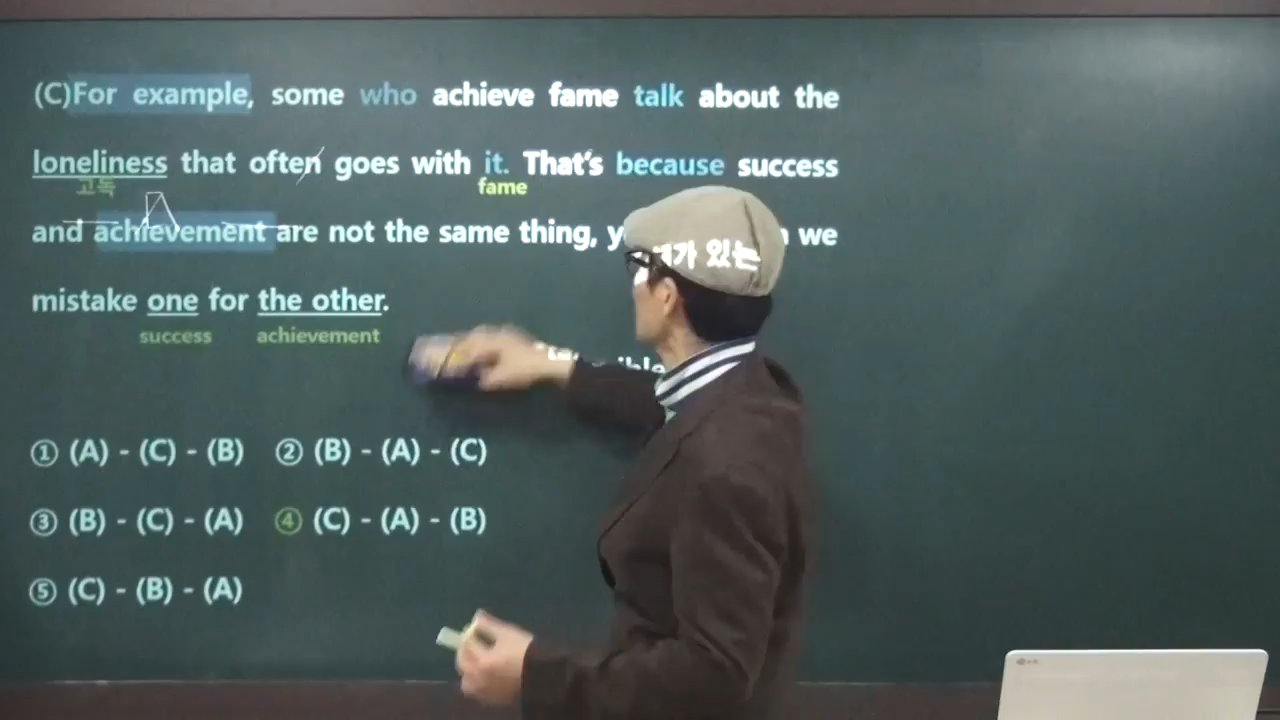 (C)For example, some who achieve fame talk about the
loneliness that often goes with it. That's because success
고독
fame
and achievement are not the same thing, we
있는
mistake one for the other.
success achievement
① (A) - (C) - (B) ② (B) - (A) - (C)
③ (B) - (C) - (A) ④ (C) - (A) - (B)
⑤ (C) - (B) - (A)